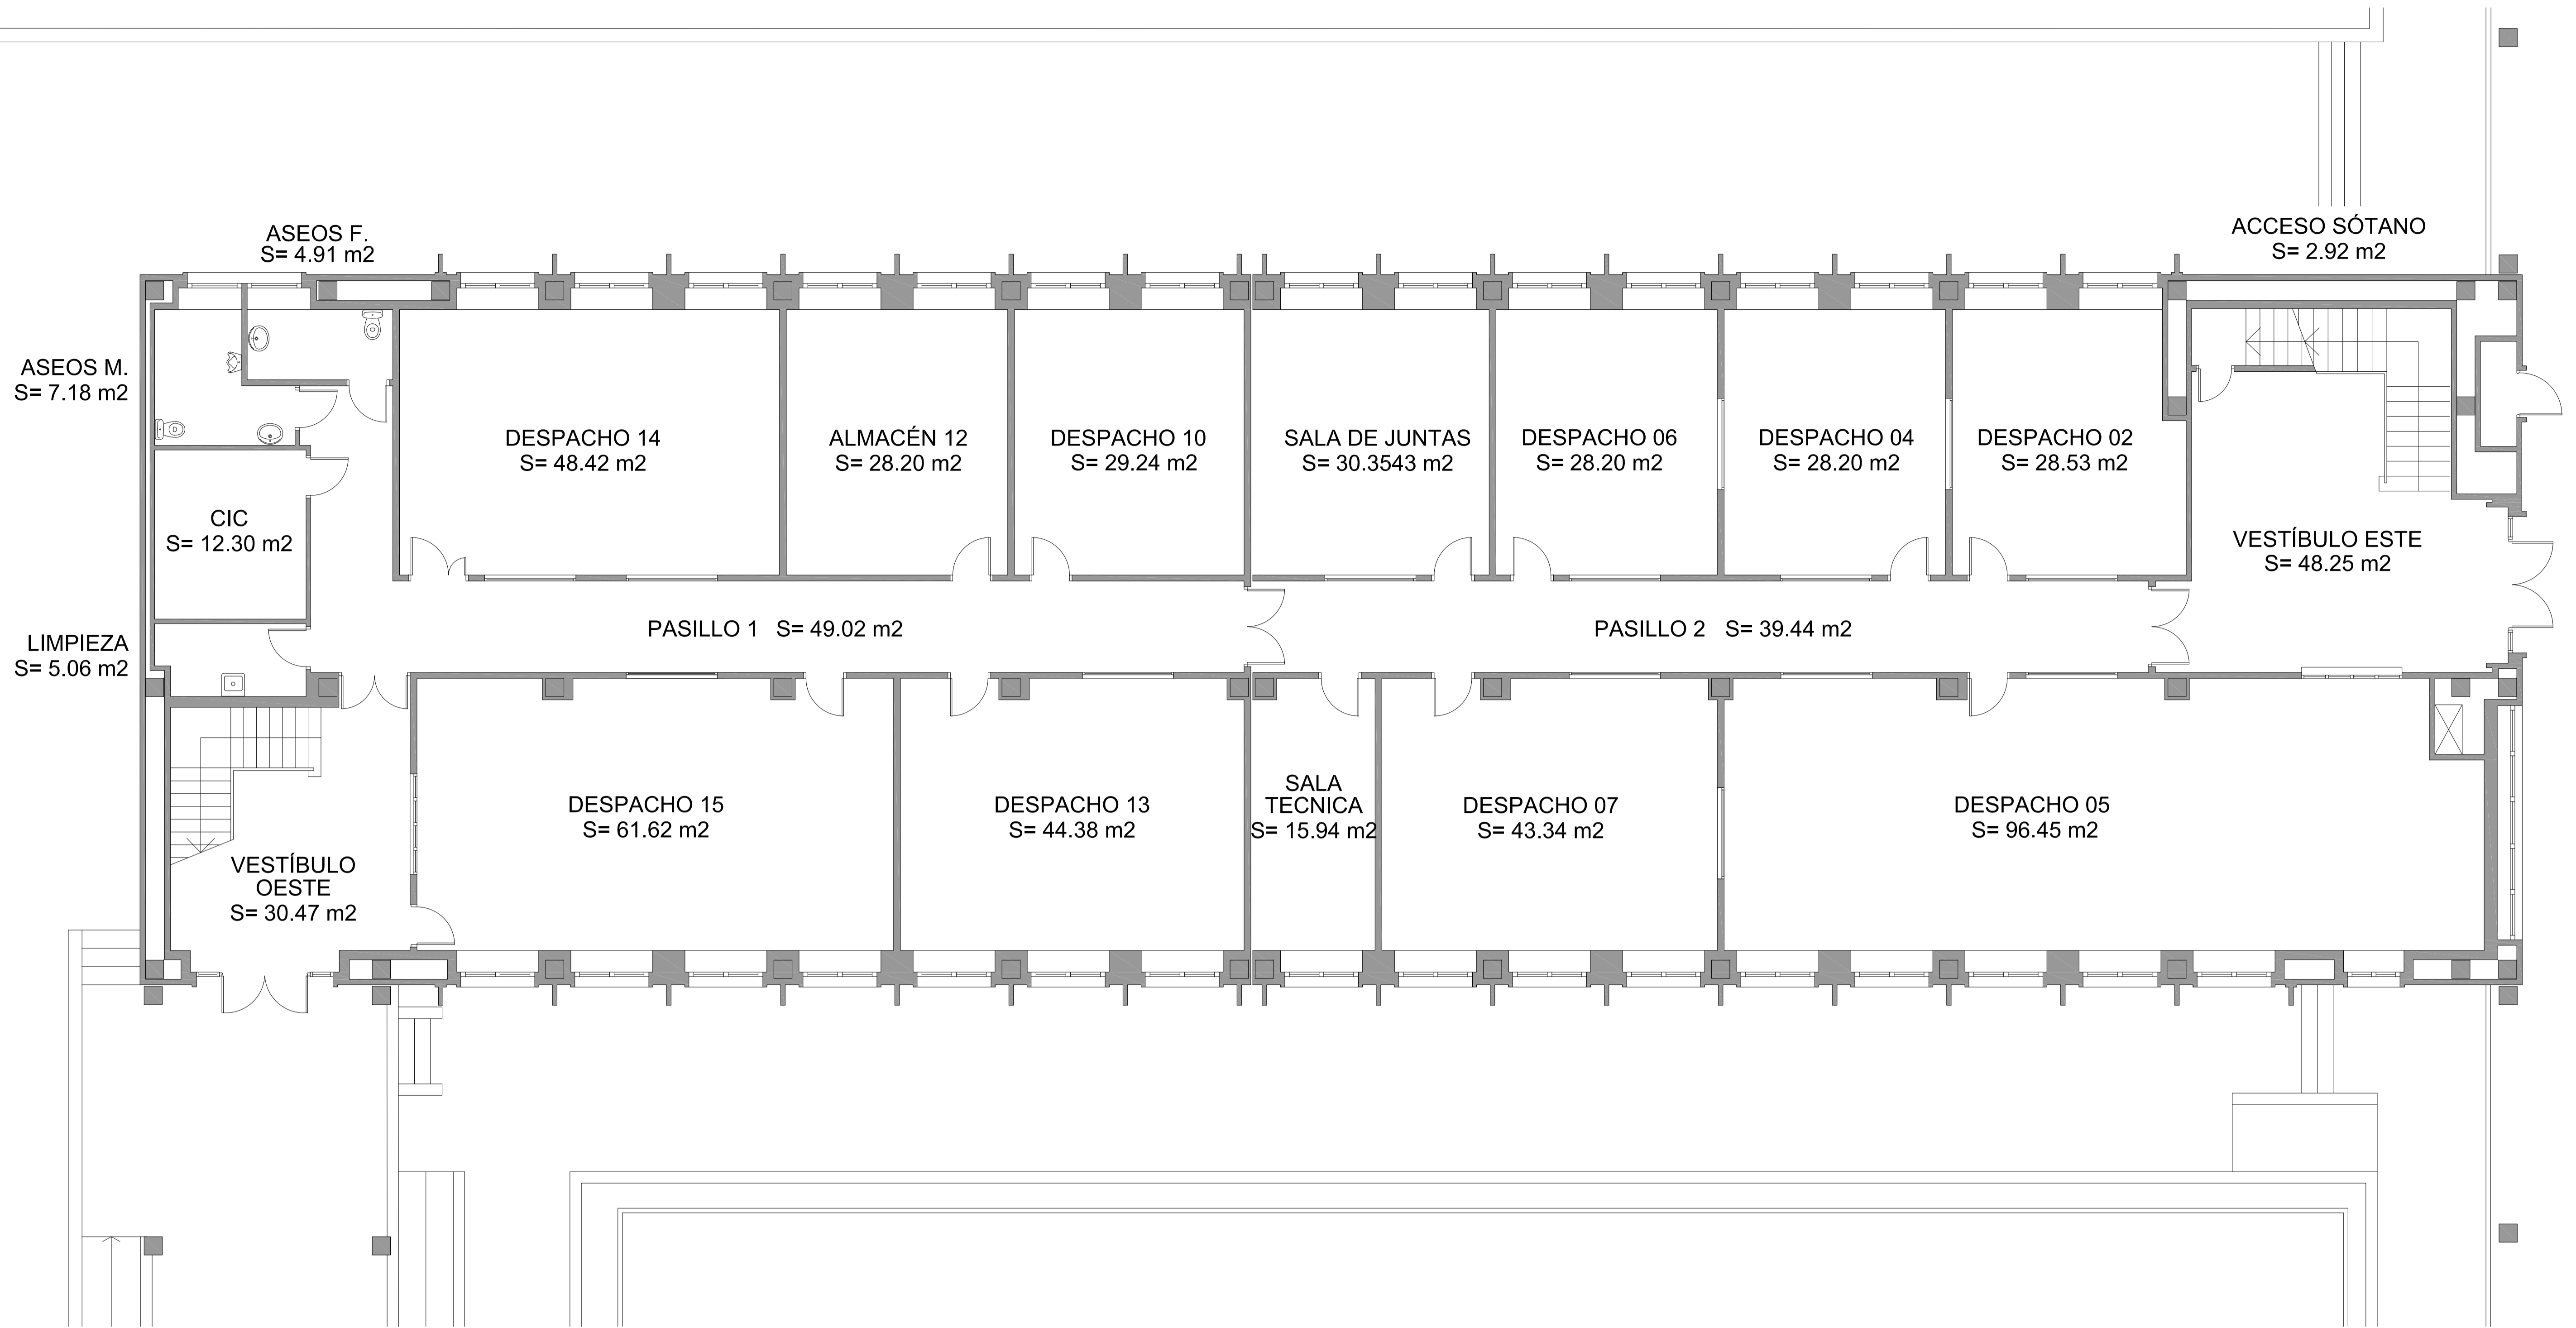 ASEOS F.
S= 4.91 m2
ACCESO SÓTANO
S= 2.92 m2
ASEOS M.
S= 7.18 m2
DESPACHO 14
S= 48.42 m2
ALMACÉN 12
S= 28.20 m2
DESPACHO 10
S= 29.24 m2
SALA DE JUNTAS
S= 30.3543 m2
DESPACHO 06
S= 28.20 m2
DESPACHO 04
S= 28.20 m2
DESPACHO 02
S= 28.53 m2
CIC
S= 12.30 m2
VESTÍBULO ESTE
S= 48.25 m2
LIMPIEZA
S= 5.06 m2
PASILLO 1 S= 49.02 m2
PASILLO 2 S= 39.44 m2
VESTÍBULO
OESTE
S= 30.47 m2
DESPACHO 15
S= 61.62 m2
DESPACHO 13
S= 44.38 m2
SALA
TECNICA
S= 15.94 m2
DESPACHO 07
S= 43.34 m2
DESPACHO 05
S= 96.45 m2